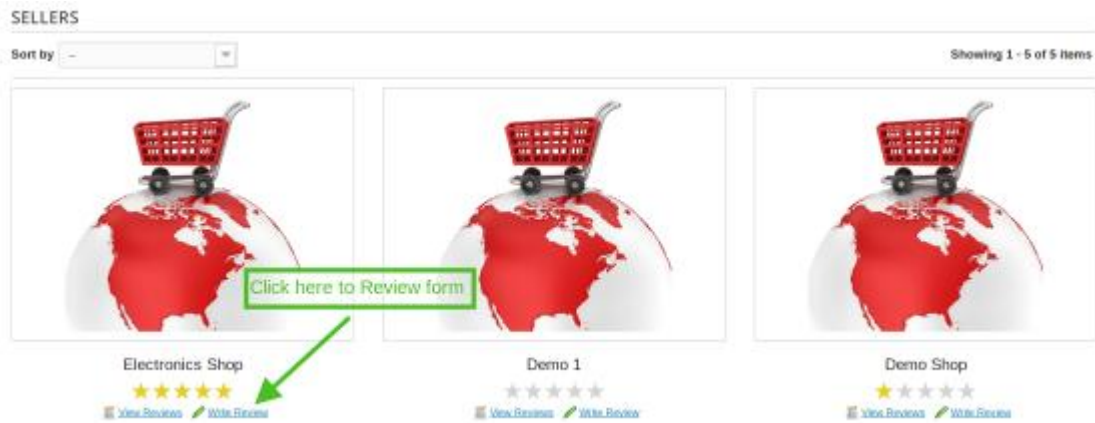 SELLERS
Sort by --
Showing 1 - 5 of 5 items
Click here to Review form
Electronics Shop
Demo 1
Demo Shop
View Reviews Write Review
View Reviews Write Review
View Reviews Write Review